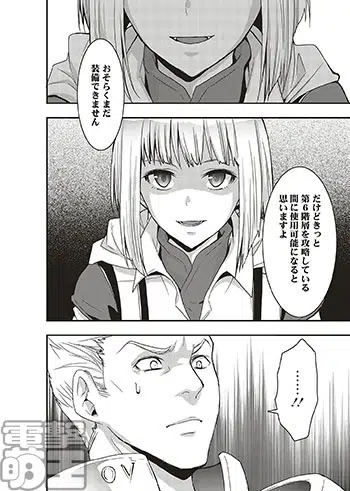 おそらくまだ
装備できません
だけどきっと
第6階層を攻略している
間に使用可能になると
思いますよ
……!!
OV
電撃
萌王